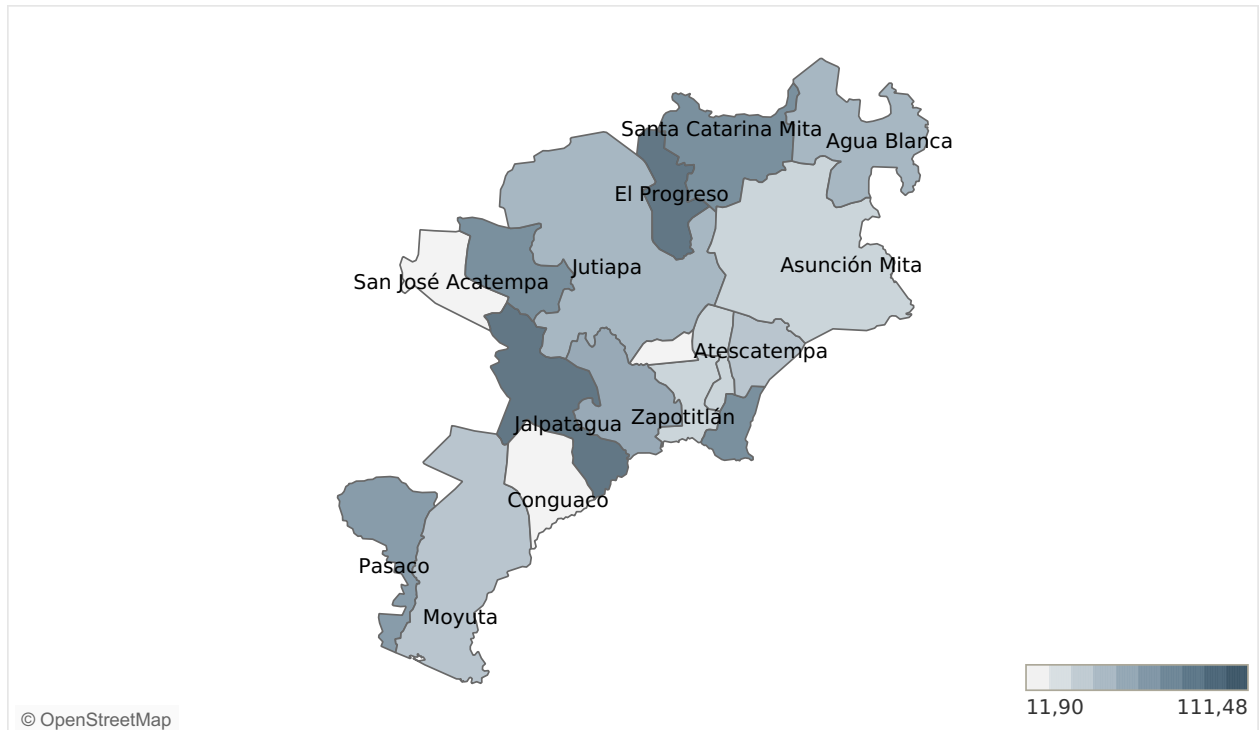 Santa Catarina Mita
Agua Blanca
El Progreso
Asunción Mita
Jutiapa
San José Acatempa
Atescatempa
Zapotitlán
Jalpatagua
Conguaco
Pasaco
Moyuta
11,90
111,48
© OpenStreetMap